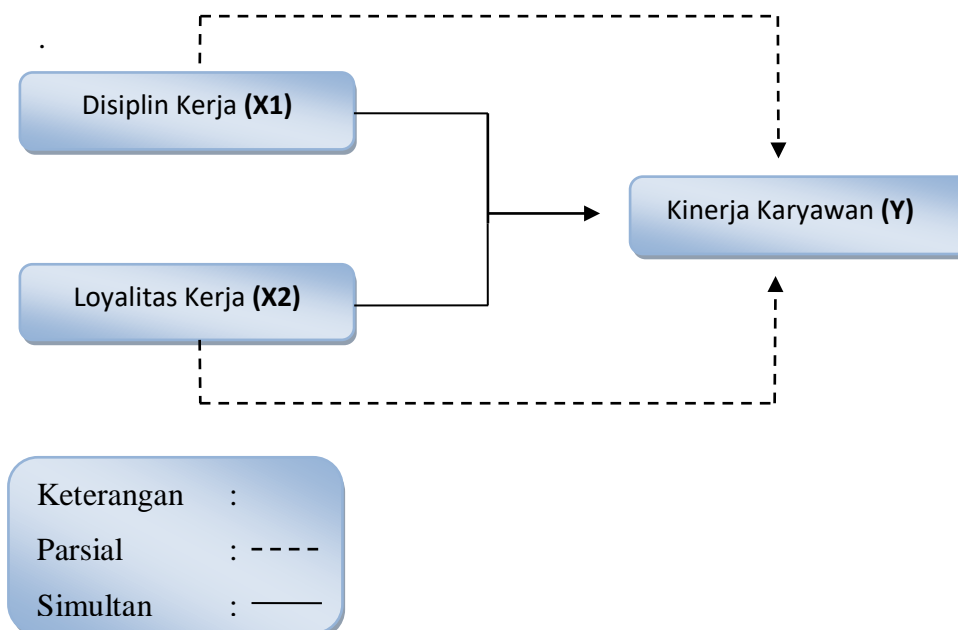 .
Disiplin Kerja (X1)
Kinerja Karyawan (Y)
Loyalitas Kerja (X2)
Keterangan :
Parsial :
Simultan :